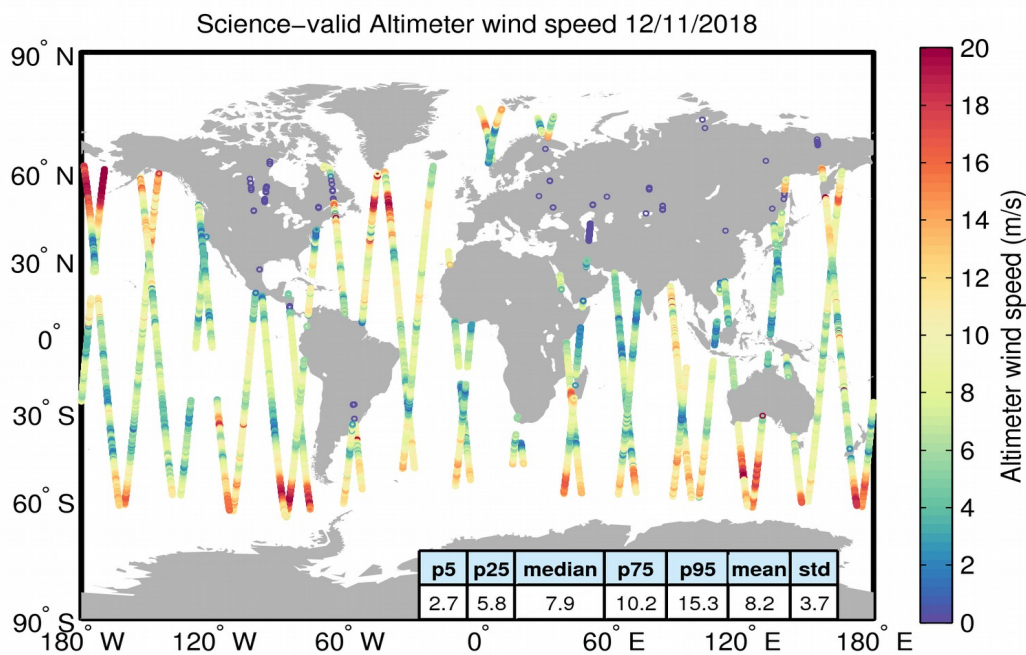 Science−valid Altimeter wind speed 12/11/2018
90° N
60° N
30° N
0°
30° S
60° S
90° S
180° W
120° W
60° W
0°
60° E
120° E
180° E
p5 p25 median p75 p95 mean std
2.7 5.8 7.9 10.2 15.3 8.2 3.7
20
18
16
14
12
10
8
6
4
2
0
Altimeter wind speed (m/s)